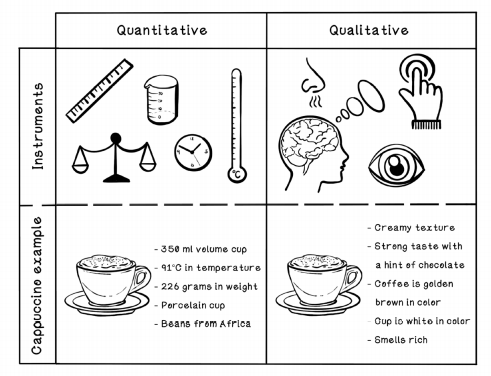 Quantitative
Qualitative
Instruments
°C
Cappuccino example
- 350 ml volume cup
- 91°C in temperature
- 226 grams in weight
- Porcelain cup
- Beans from Africa
- Creamy texture
- Strong taste with
a hint of chocolate
- Coffee is golden
brown in color
Cup is white in color
- Smells rich